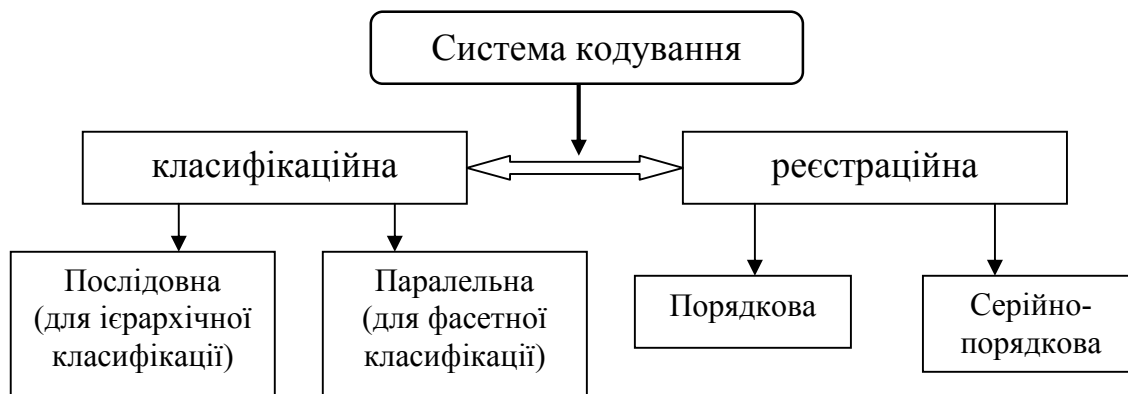 Система кодування
класифікаційна
реєстраційна
Послідовна
(для ієрархічної
класифікації)
Паралельна
(для фасетної
класифікації)
Порядкова
Серійно-
порядкова